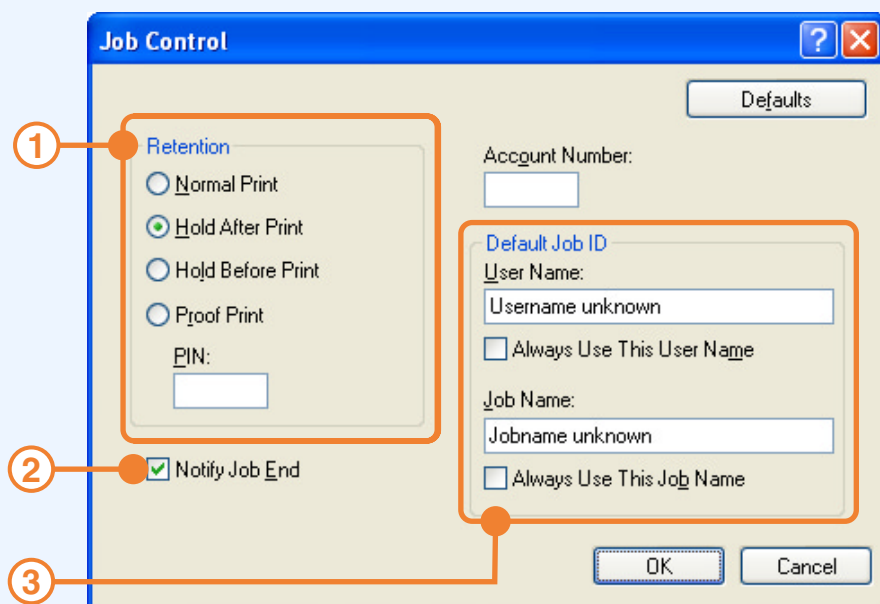 Job Control
?
Defaults
1
Retention
Normal Print
Hold After Print
Hold Before Print
Proof Print
PIN:
Account Number:
Default Job ID
User Name:
Username unknown
Always Use This User Name
Job Name:
Jobname unknown
Always Use This Job Name
2
Notify Job End
3
OK
Cancel